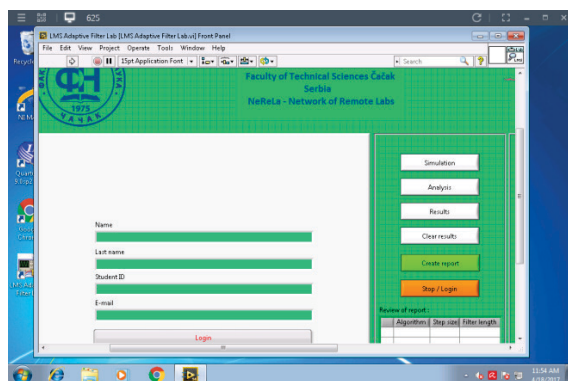 625
LMS Adaptive Filter Lab [LMS Adaptive Filter Lab.vi] Front Panel
File Edit View Project Operate Tools Window Help
15pt Application Font
Search
1975
ЧАЧАК
Faculty of Technical Sciences Čačak
Serbia
NeReLa - Network of Remote Labs
Simulation
Analysis
Results
Clear results
Create report
Stop / Login
Name
Last name
Student ID
E-mail
Login
Review of report :
Algorithm Step size Filter length
11:54 AM